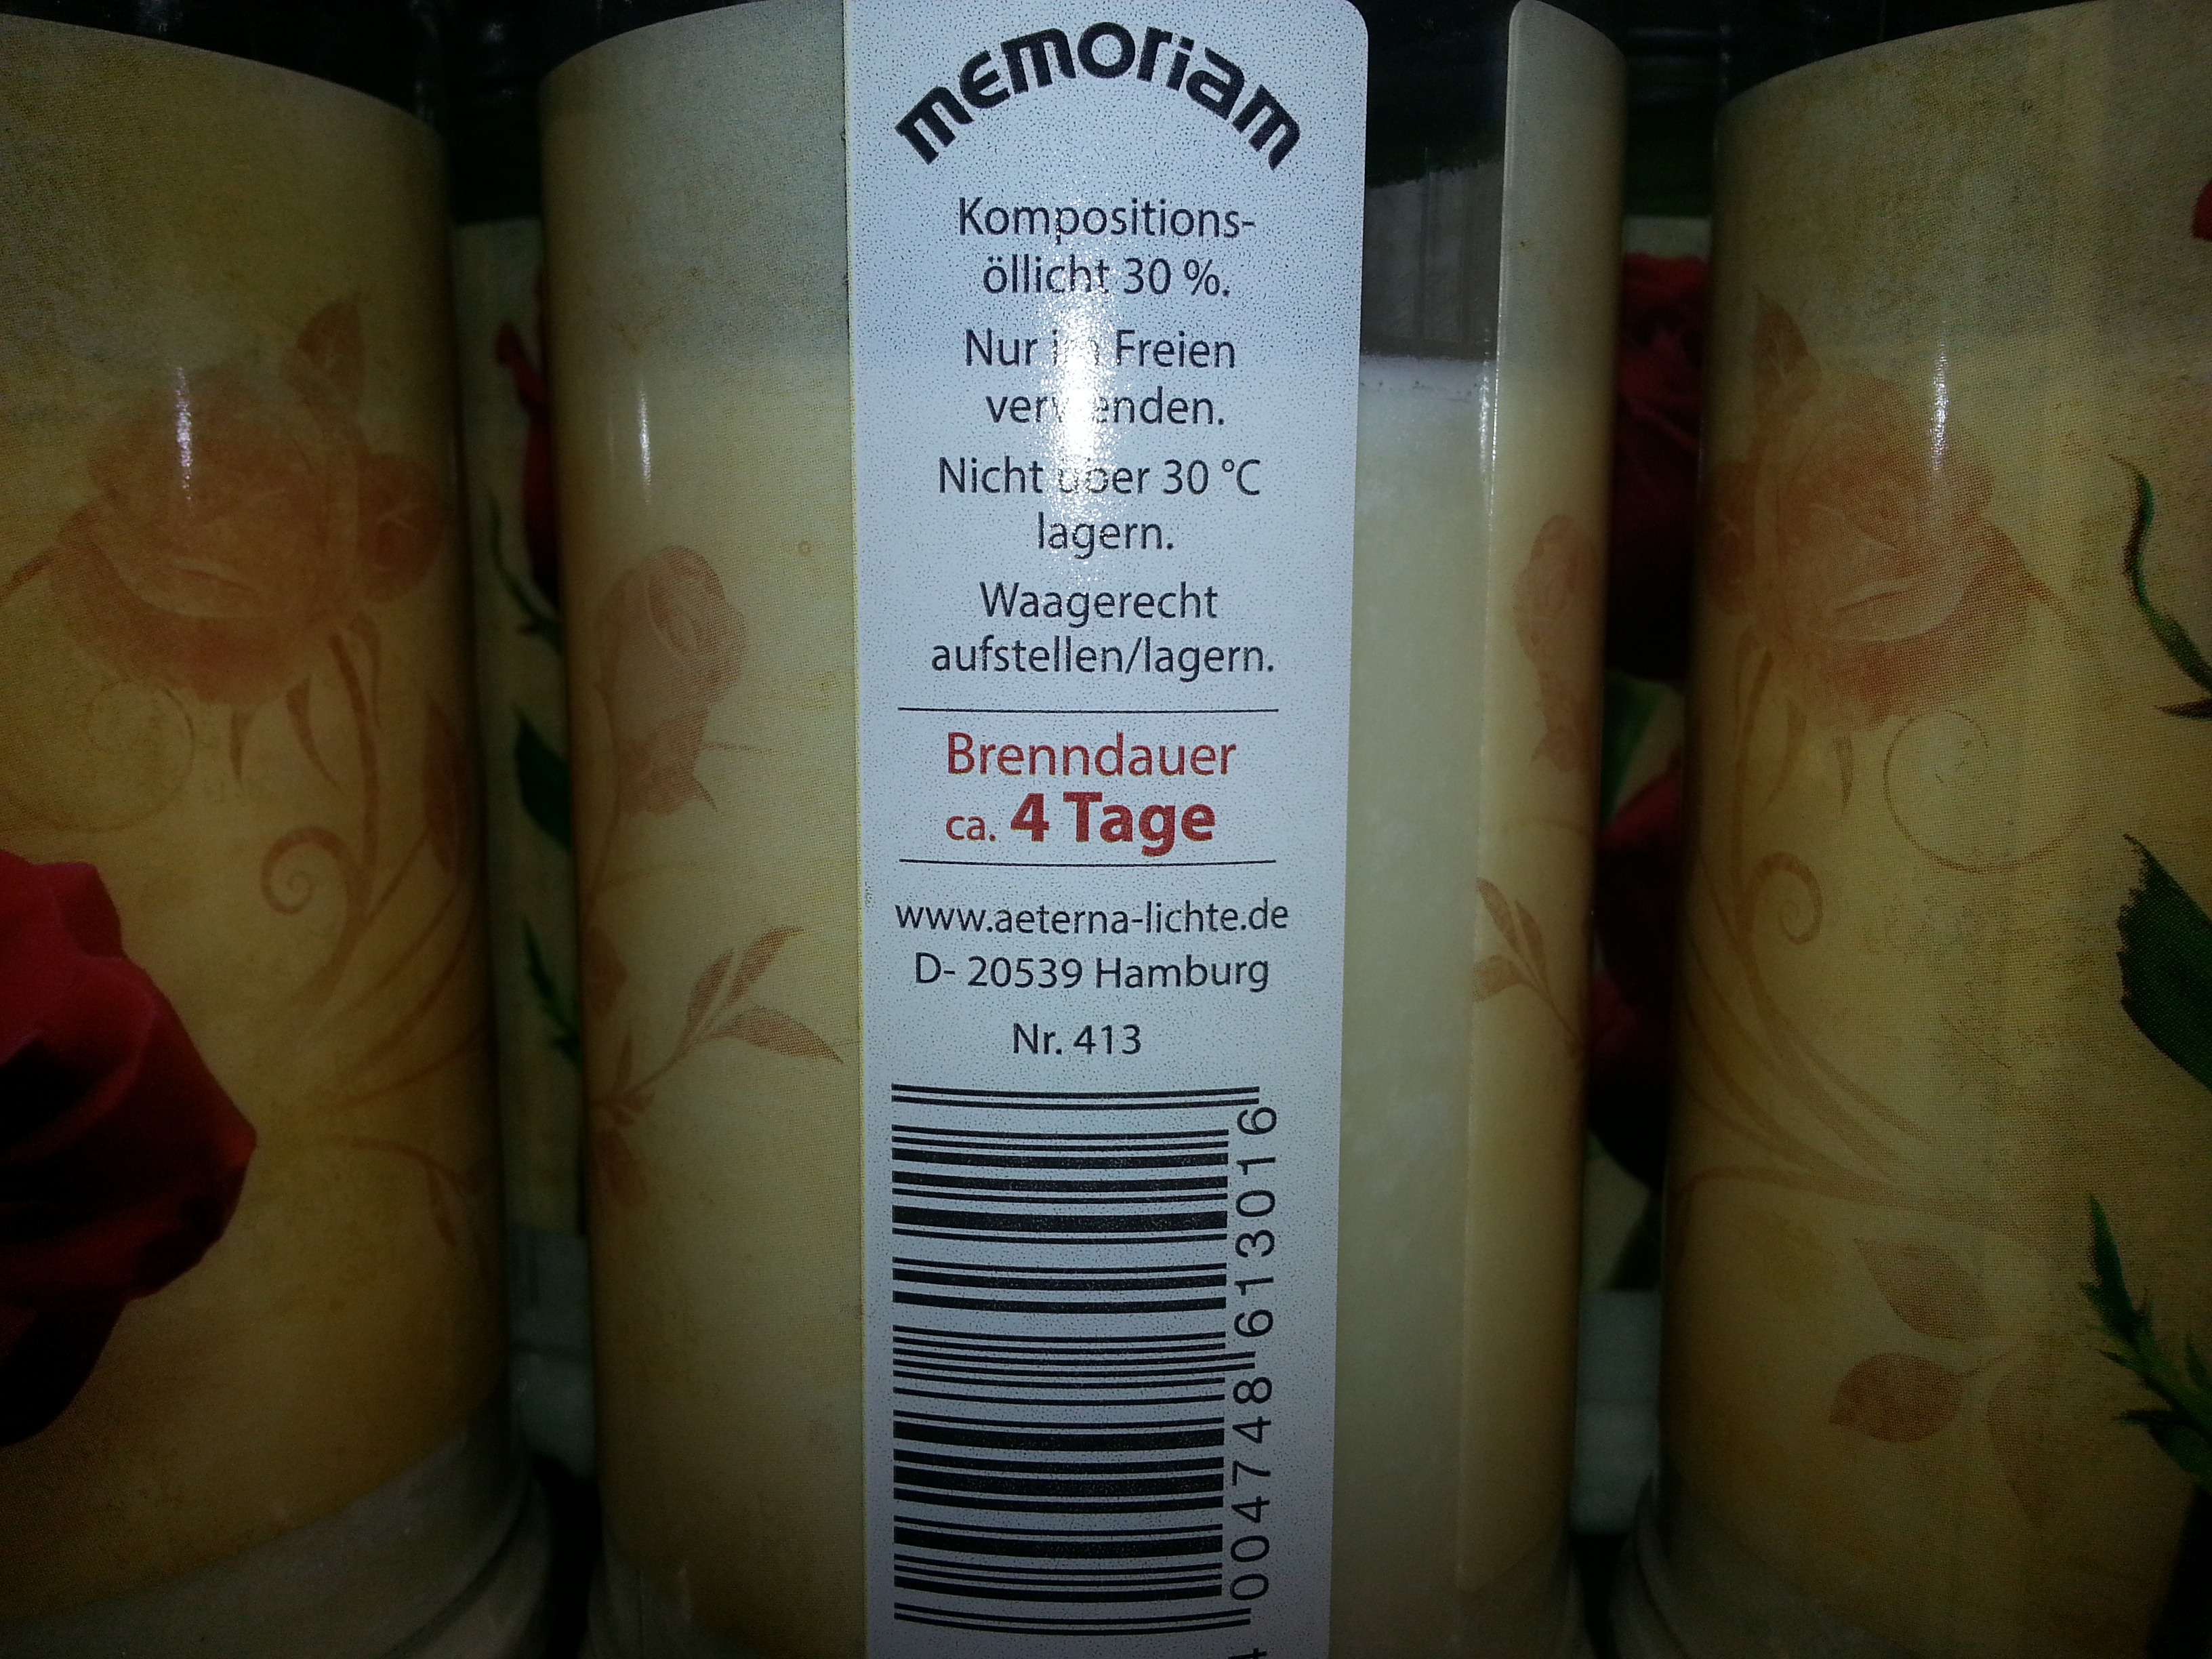 memoriam
Kompositions-
öllicht 30 %.
Nur im Freien
verwenden.
Nicht über 30 °C
lagern.
Waagerecht
aufstellen/lagern.
Brenndauer
ca. 4 Tage
www.aeterna-lichte.de
D- 20539 Hamburg
Nr. 413
4 004748 613016